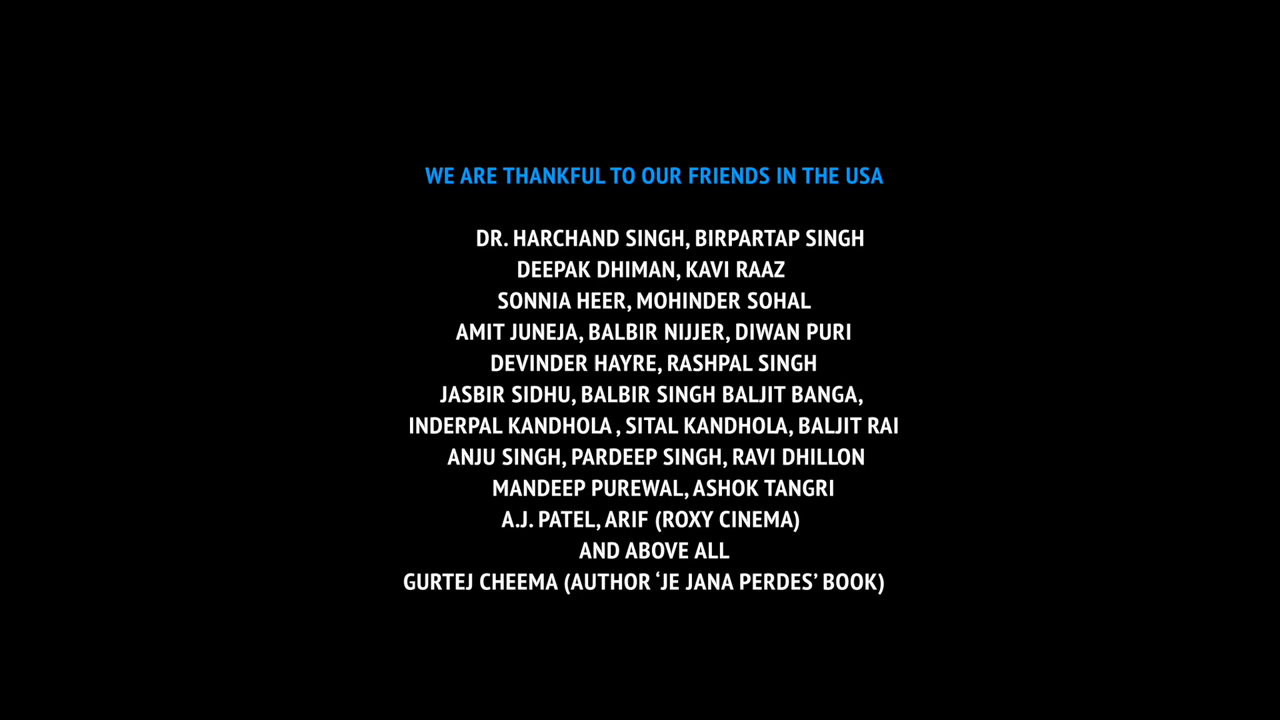 WE ARE THANKFUL TO OUR FRIENDS IN THE USA
DR. HARCHAND SINGH, BIRPARTAP SINGH
DEEPAK DHIMAN, KAVI RAAZ
SONNIA HEER, MOHINDER SOHAL
AMIT JUNEJA, BALBIR NIJJER, DIWAN PURI
DEVINDER HAYRE, RASHPAL SINGH
JASBIR SIDHU, BALBIR SINGH BALJIT BANGA,
INDERPAL KANDHOLA , SITAL KANDHOLA, BALJIT RAI
ANJU SINGH, PARDEEP SINGH, RAVI DHILLON
MANDEEP PUREWAL, ASHOK TANGRI
A.J. PATEL, ARIF (ROXY CINEMA)
AND ABOVE ALL
GURTEJ CHEEMA (AUTHOR ‘JE JANA PERDES’ BOOK)